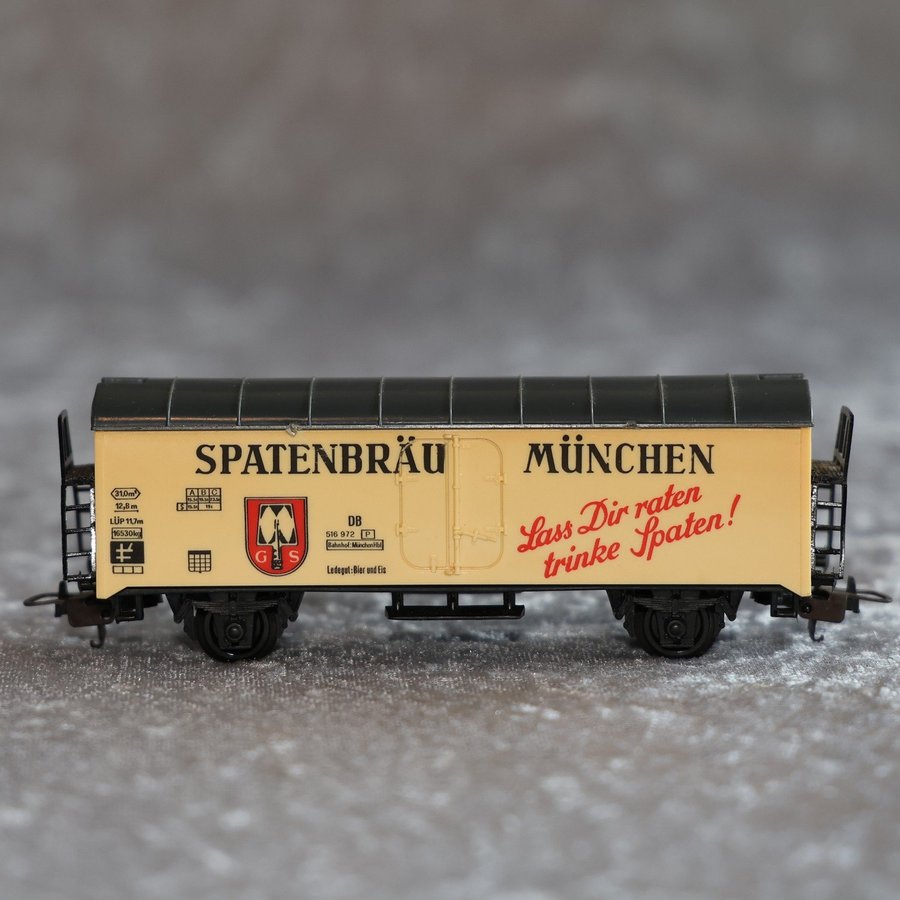 SPATENBRÄU MÜNCHEN
31,0m³
12,8 m
LÜP 11,7m
16530kg
A B C
S
G S
DB
516 972 P
Bahnhof: München Hbf
Ladegut: Bier und Eis
Lass Dir raten
trinke Spaten!